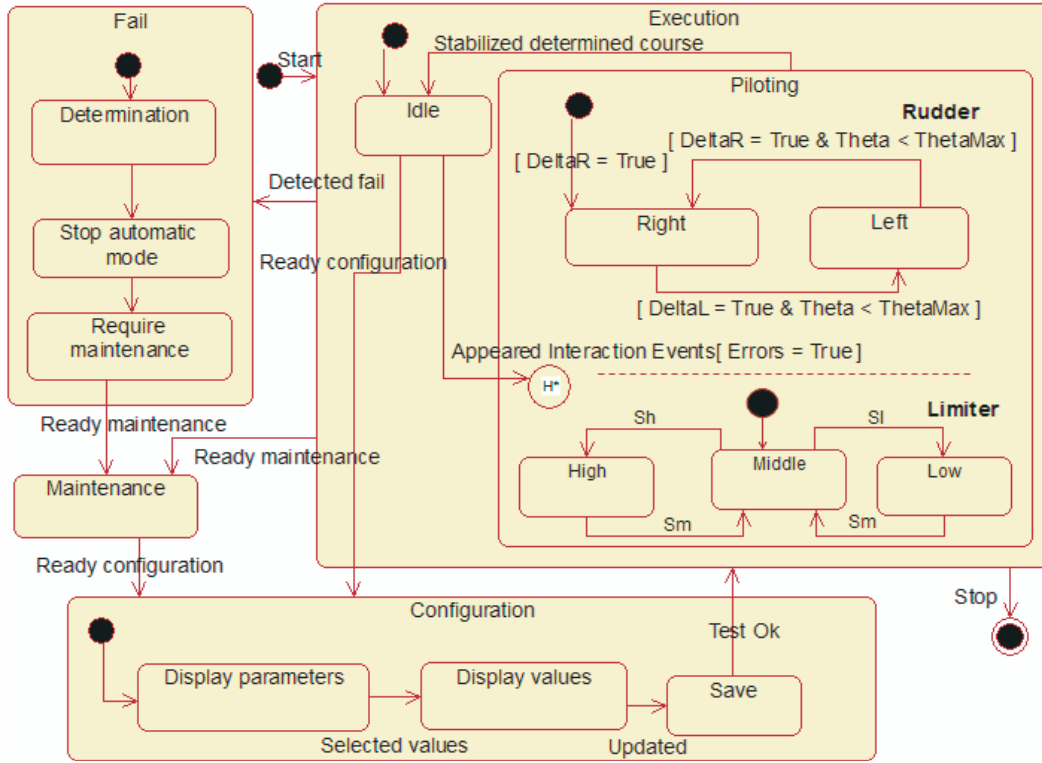 Fail
Execution
Start
Stabilized determined course
Piloting
Determination
Idle
Rudder
[ DeltaR = True & Theta < ThetaMax ]
[ DeltaR = True ]
Detected fail
Stop automatic
mode
Right
Left
Ready configuration
[ DeltaL = True & Theta < ThetaMax ]
Require
maintenance
Appeared Interaction Events[ Errors = True]
H*
Ready maintenance
Limiter
Sh
Sl
Ready maintenance
High
Middle
Low
Maintenance
Sm
Sm
Ready configuration
Stop
Configuration
Test Ok
Display parameters
Display values
Save
Selected values
Updated